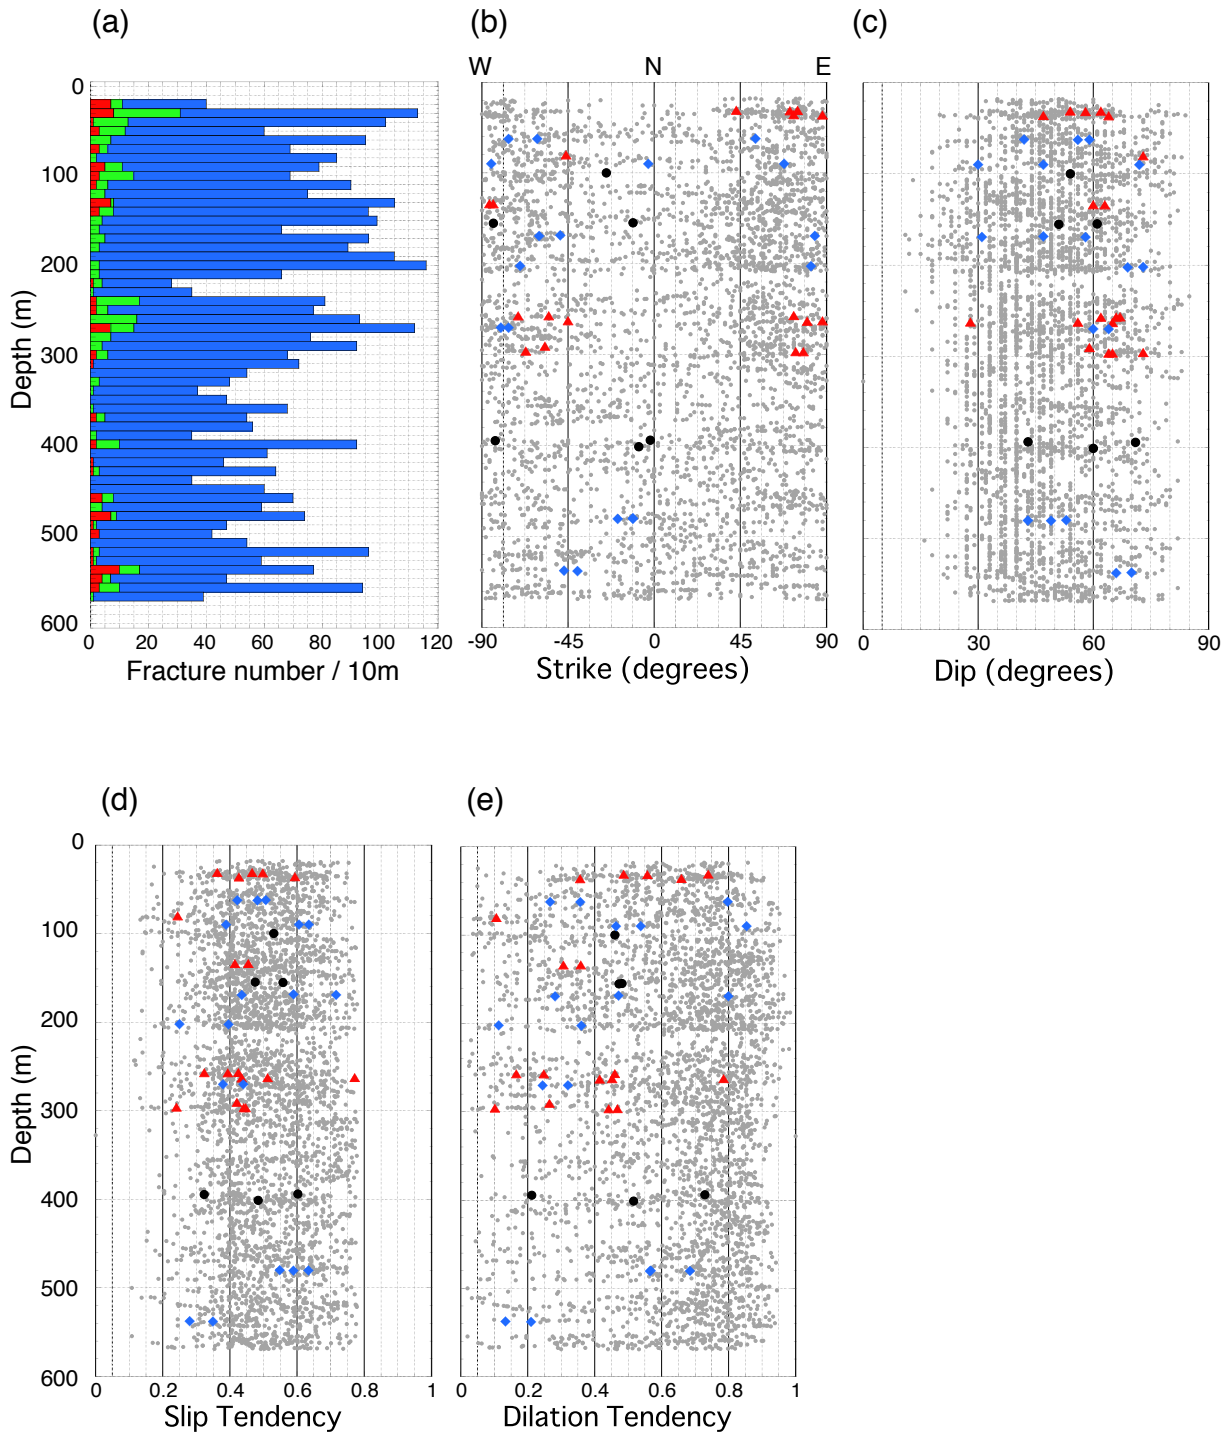 (a)
(b)
(c)
W N E
0
100
200
300
400
500
600
Depth (m)
0 20 40 60 80 100 120
Fracture number / 10m
-90 -45 0 45 90
Strike (degrees)
0 30 60 90
Dip (degrees)
(d)
(e)
0
100
200
300
400
500
600
Depth (m)
0 0.2 0.4 0.6 0.8 1
Slip Tendency
0 0.2 0.4 0.6 0.8 1
Dilation Tendency